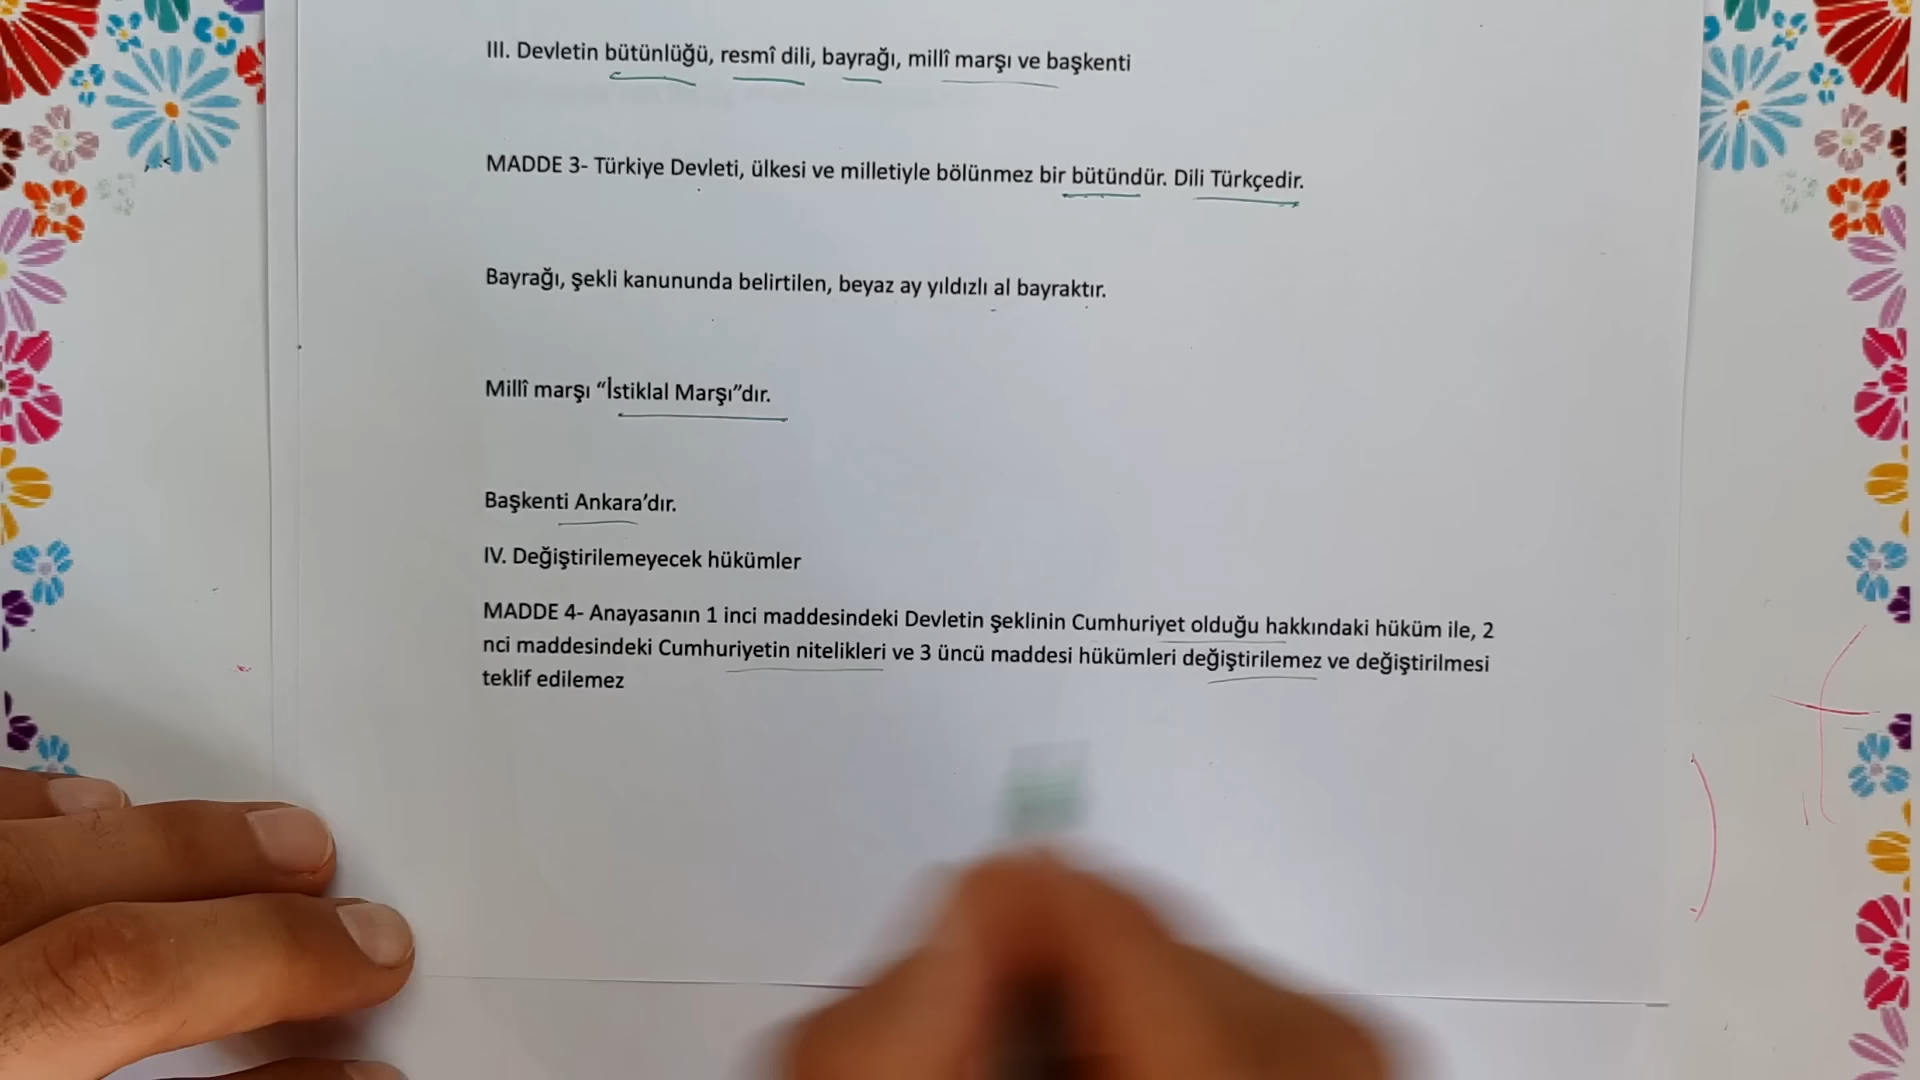 III. Devletin bütünlüğü, resmî dili, bayrağı, millî marşı ve başkenti
MADDE 3- Türkiye Devleti, ülkesi ve milletiyle bölünmez bir bütündür. Dili Türkçedir.
Bayrağı, şekli kanununda belirtilen, beyaz ay yıldızlı al bayraktır.
Millî marşı “İstiklal Marşı”dır.
Başkenti Ankara’dır.
IV. Değiştirilemeyecek hükümler
MADDE 4- Anayasanın 1 inci maddesindeki Devletin şeklinin Cumhuriyet olduğu hakkındaki hüküm ile, 2
nci maddesindeki Cumhuriyetin nitelikleri ve 3 üncü maddesi hükümleri değiştirilemez ve değiştirilmesi
teklif edilemez